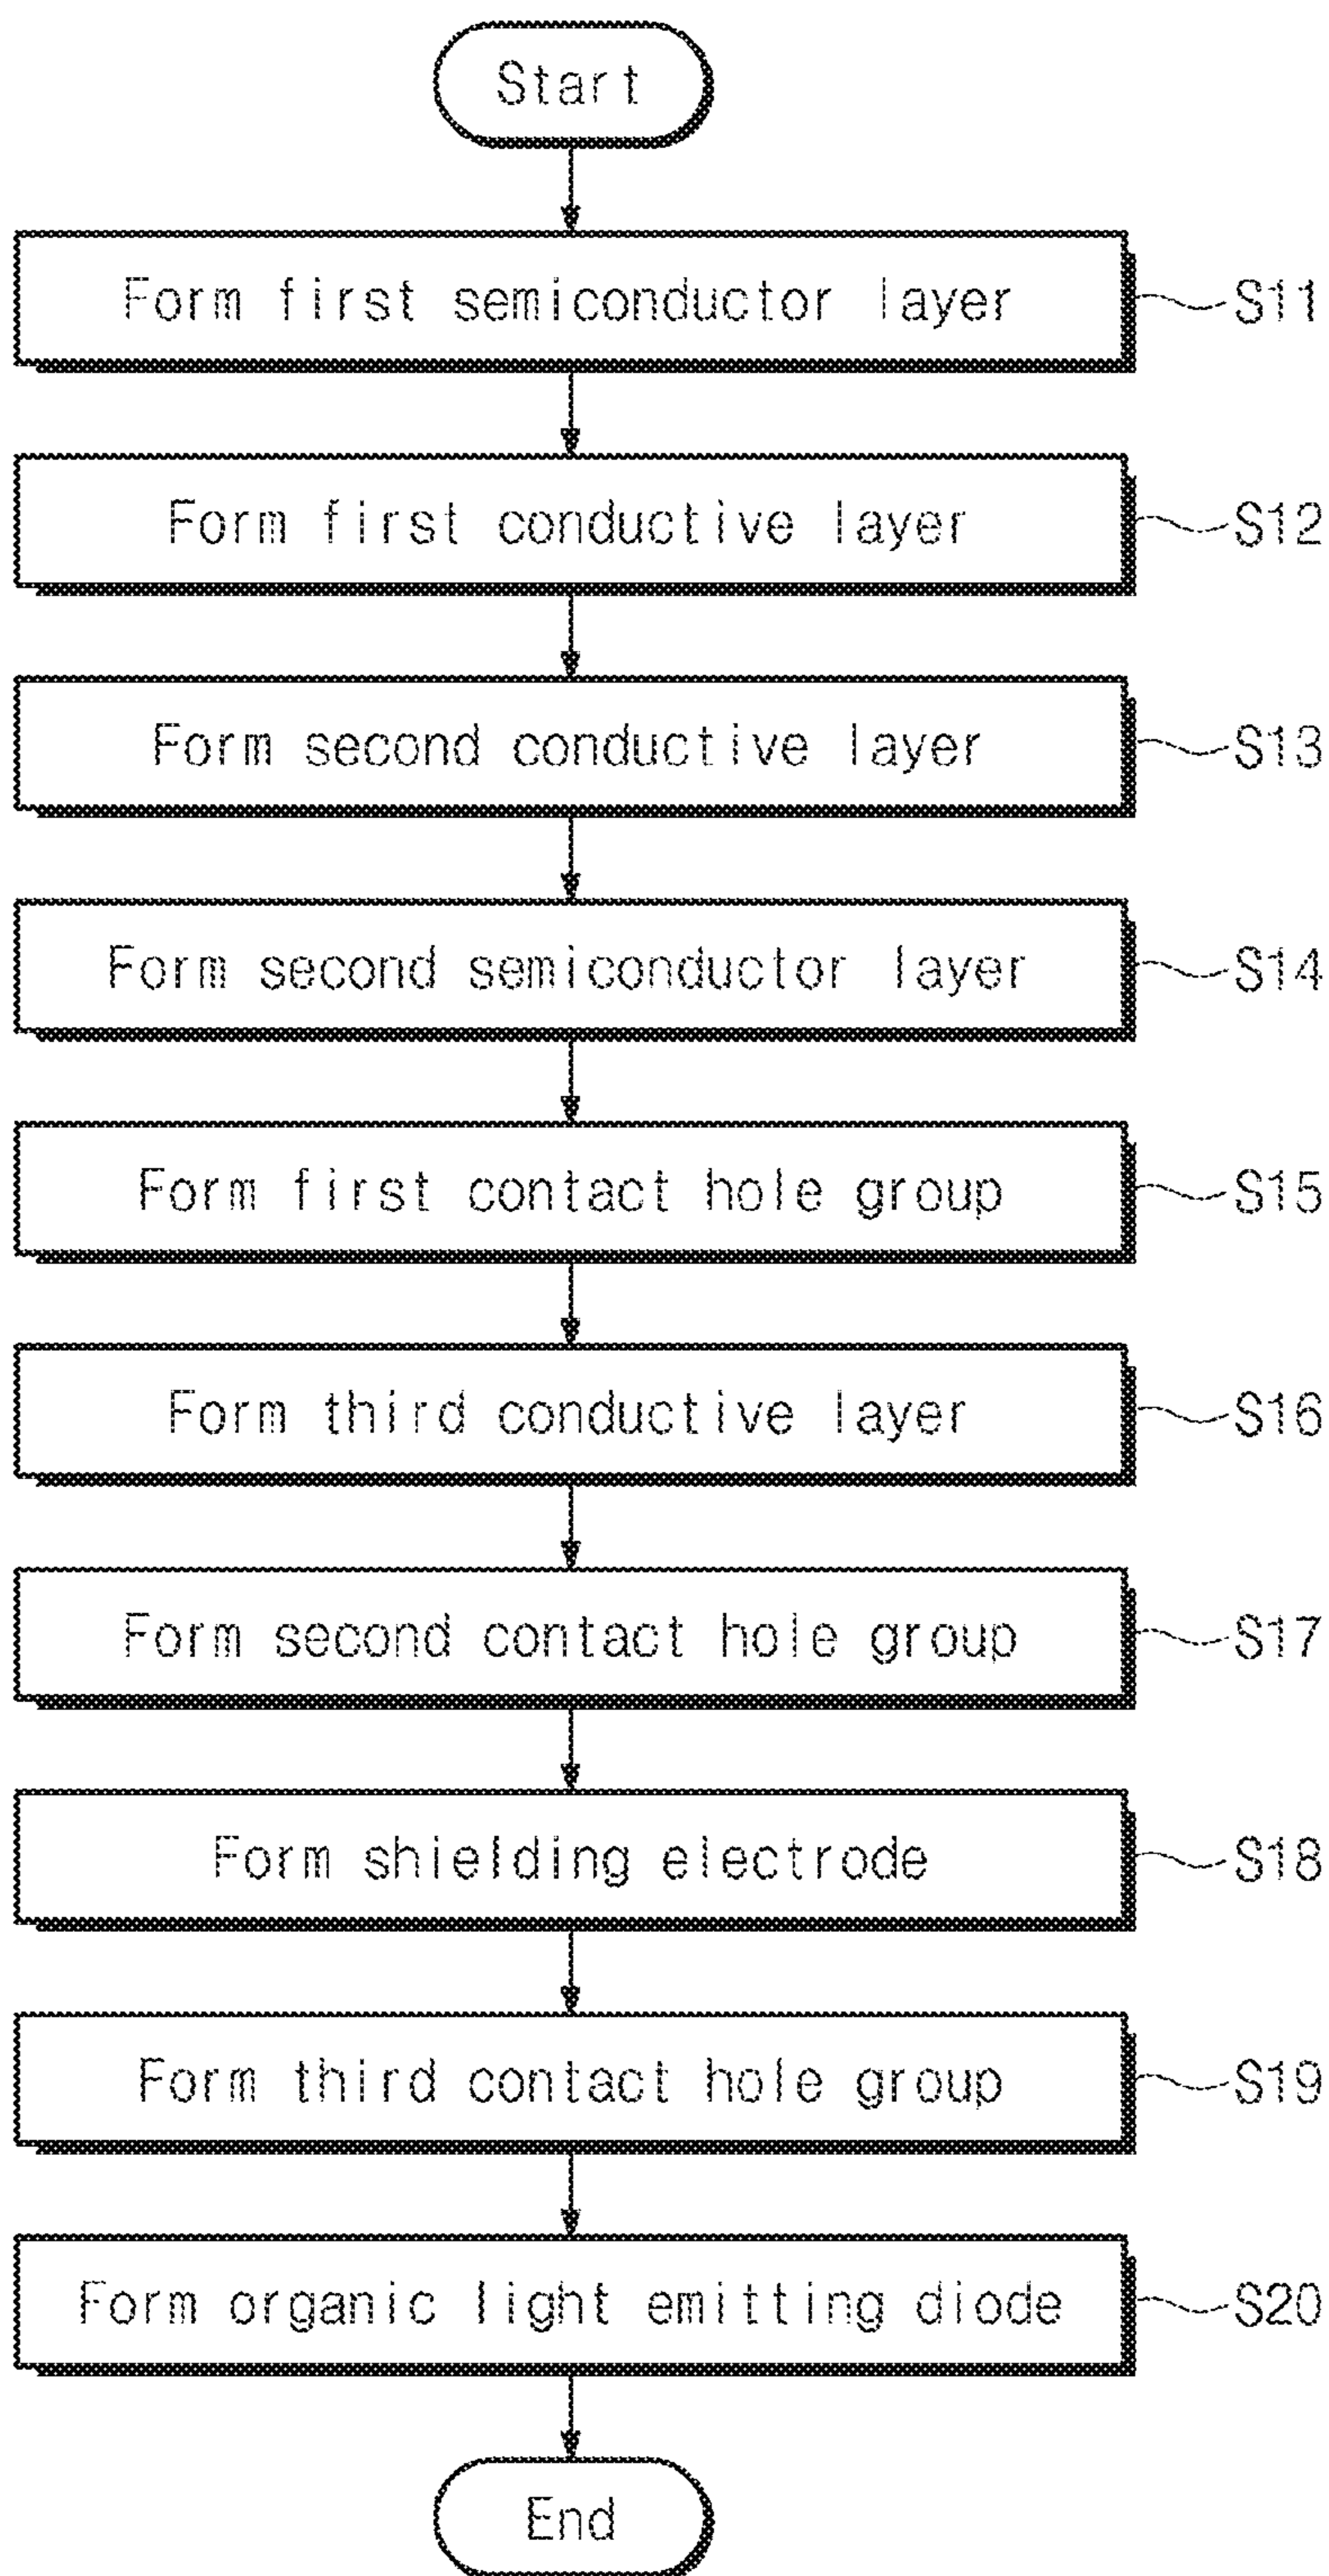 Start
Form first semiconductor layer S11
Form first conductive layer S12
Form second conductive layer S13
Form second semiconductor layer S14
Form first contact hole group S15
Form third conductive layer S16
Form second contact hole group S17
Form shielding electrode S18
Form third contact hole group S19
Form organic light emitting diode S20
End